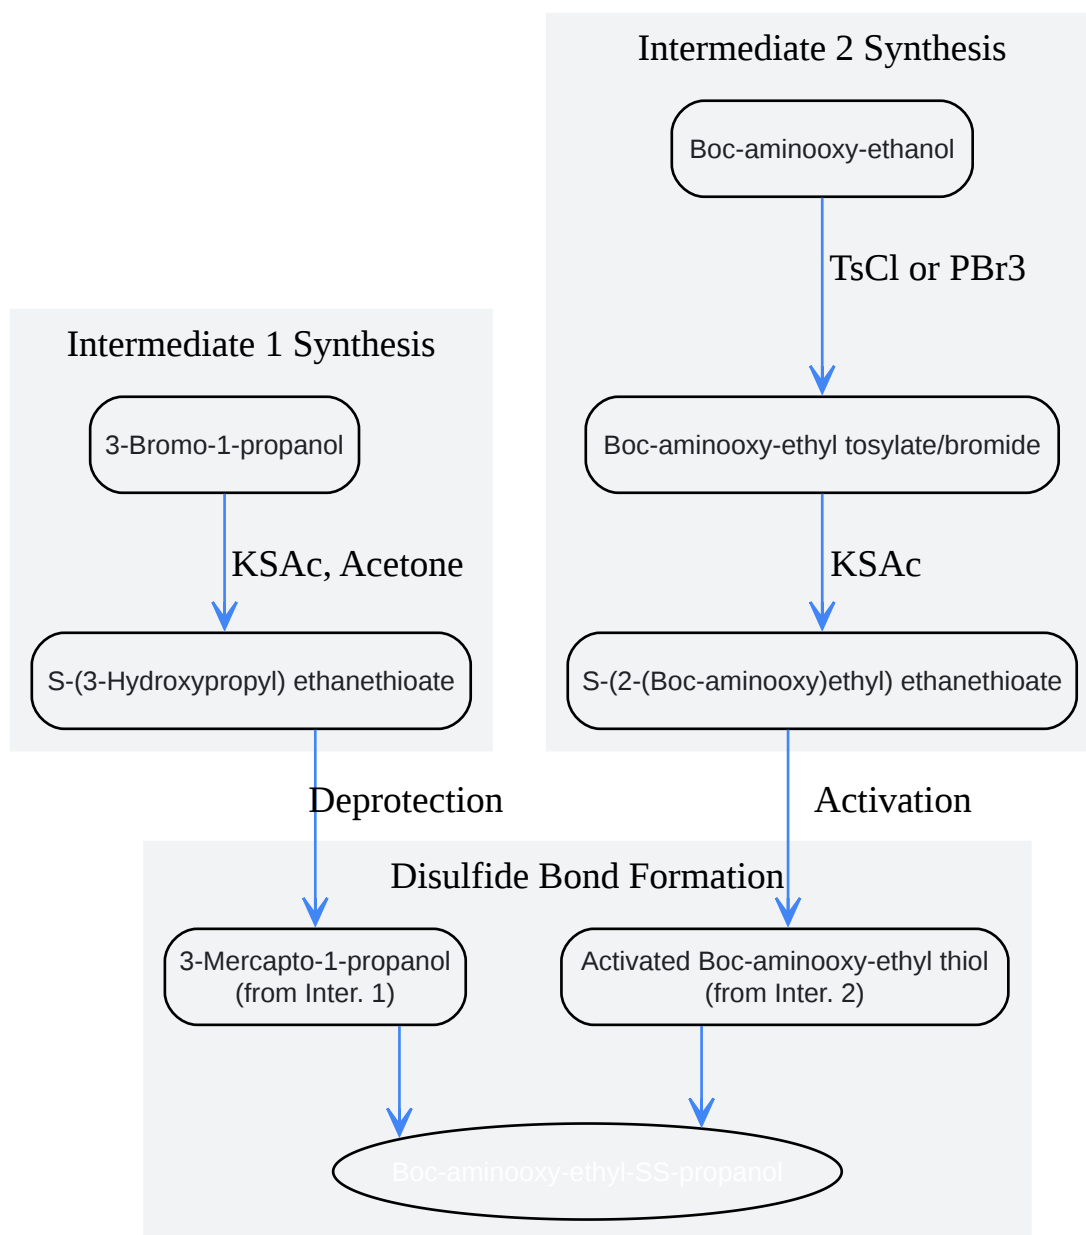 Intermediate 2 Synthesis
Boc-aminooxy-ethanol
TsCl or PBr3
Intermediate 1 Synthesis
3-Bromo-1-propanol
Boc-aminooxy-ethyl tosylate/bromide
KSAc, Acetone
KSAc
S-(3-Hydroxypropyl) ethanethioate
S-(2-(Boc-aminooxy)ethyl) ethanethioate
Deprotection
Activation
Disulfide Bond Formation
3-Mercapto-1-propanol
(from Inter. 1)
Activated Boc-aminooxy-ethyl thiol
(from Inter. 2)
Boc-aminooxy-ethyl-SS-propanol